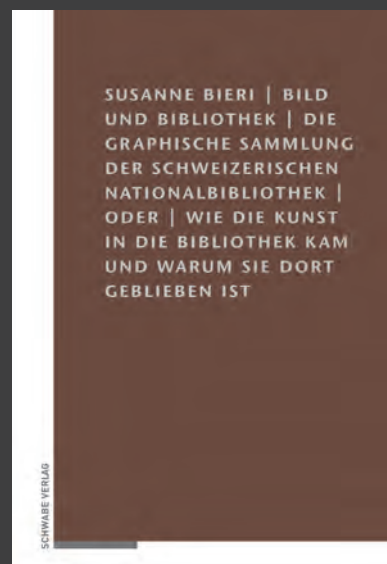 SUSANNE BIERI | BILD
UND BIBLIOTHEK | DIE
GRAPHISCHE SAMMLUNG
DER SCHWEIZERISCHEN
NATIONALBIBLIOTHEK |
ODER | WIE DIE KUNST
IN DIE BIBLIOTHEK KAM
UND WARUM SIE DORT
GEBLIEBEN IST
SCHWABE VERLAG